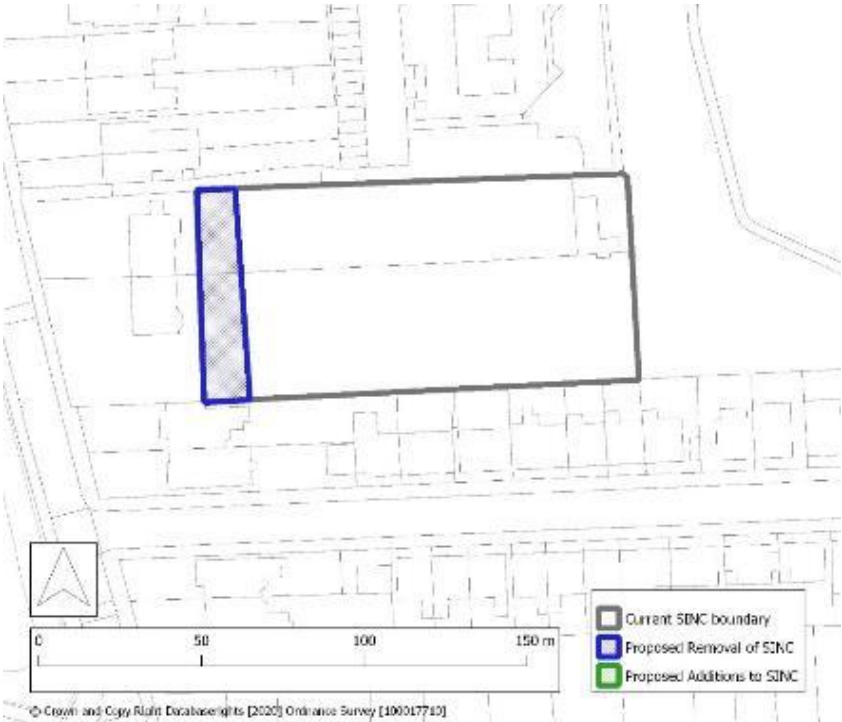 0 50 100 150 m
Current SINC boundary
Proposed Removal of SINC
Proposed Additions to SINC
© Crown and Copy Right Databaserights [2020] Ordnance Survey [100017710]